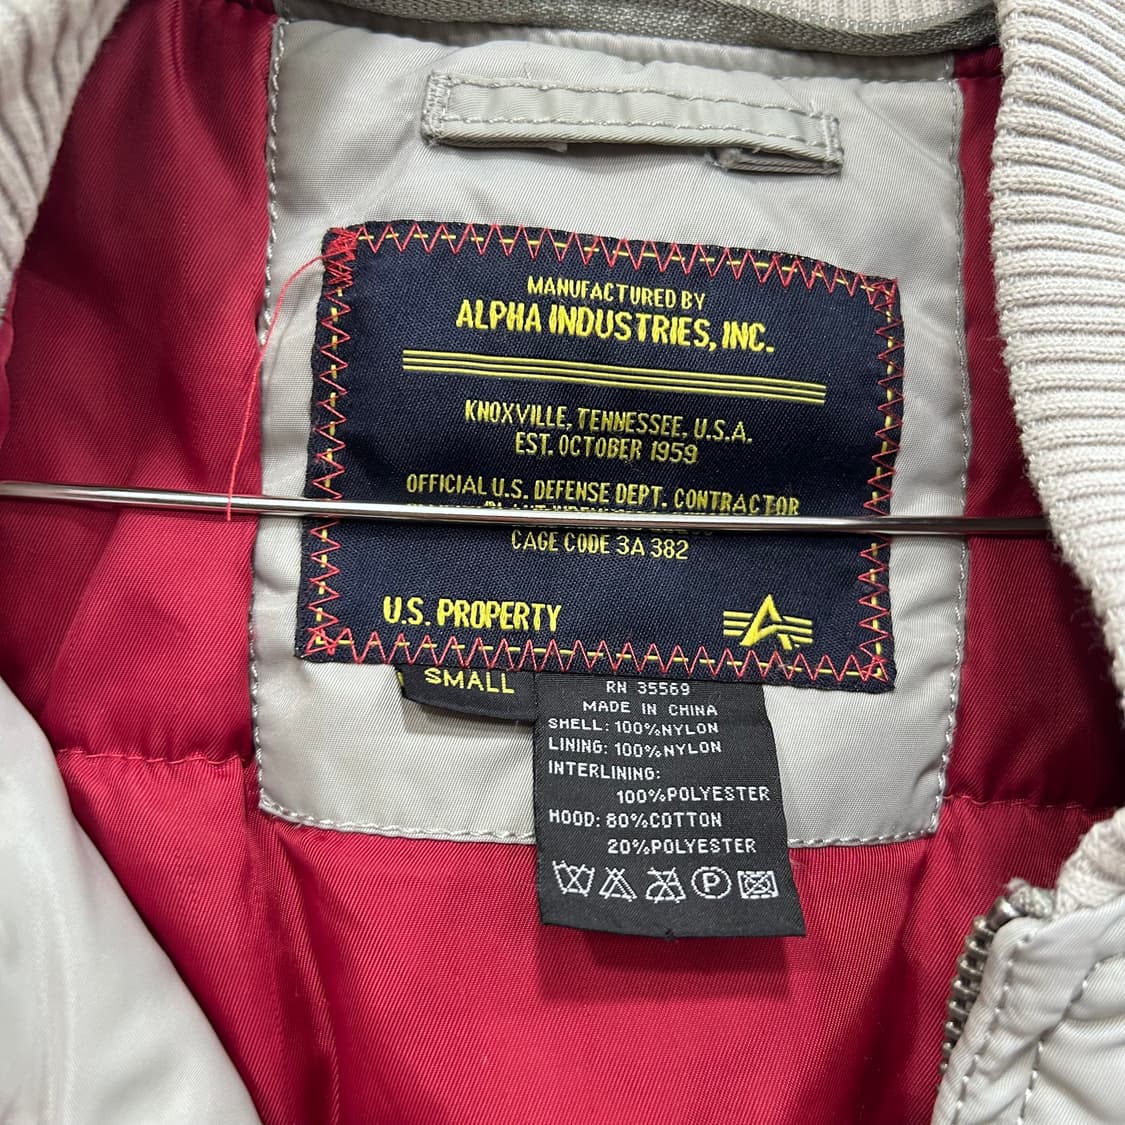 MANUFACTURED BY
ALPHA INDUSTRIES, INC.
KNOXVILLE, TENNESSEE, U.S.A.
EST. OCTOBER 1959
OFFICIAL U.S. DEFENSE DEPT. CONTRACTOR
CAGE CODE 3A 382
U.S. PROPERTY
SMALL
RN 35569
MADE IN CHINA
SHELL: 100%NYLON
LINING: 100%NYLON
INTERLINING:
100%POLYESTER
HOOD: 80%COTTON
20%POLYESTER
P